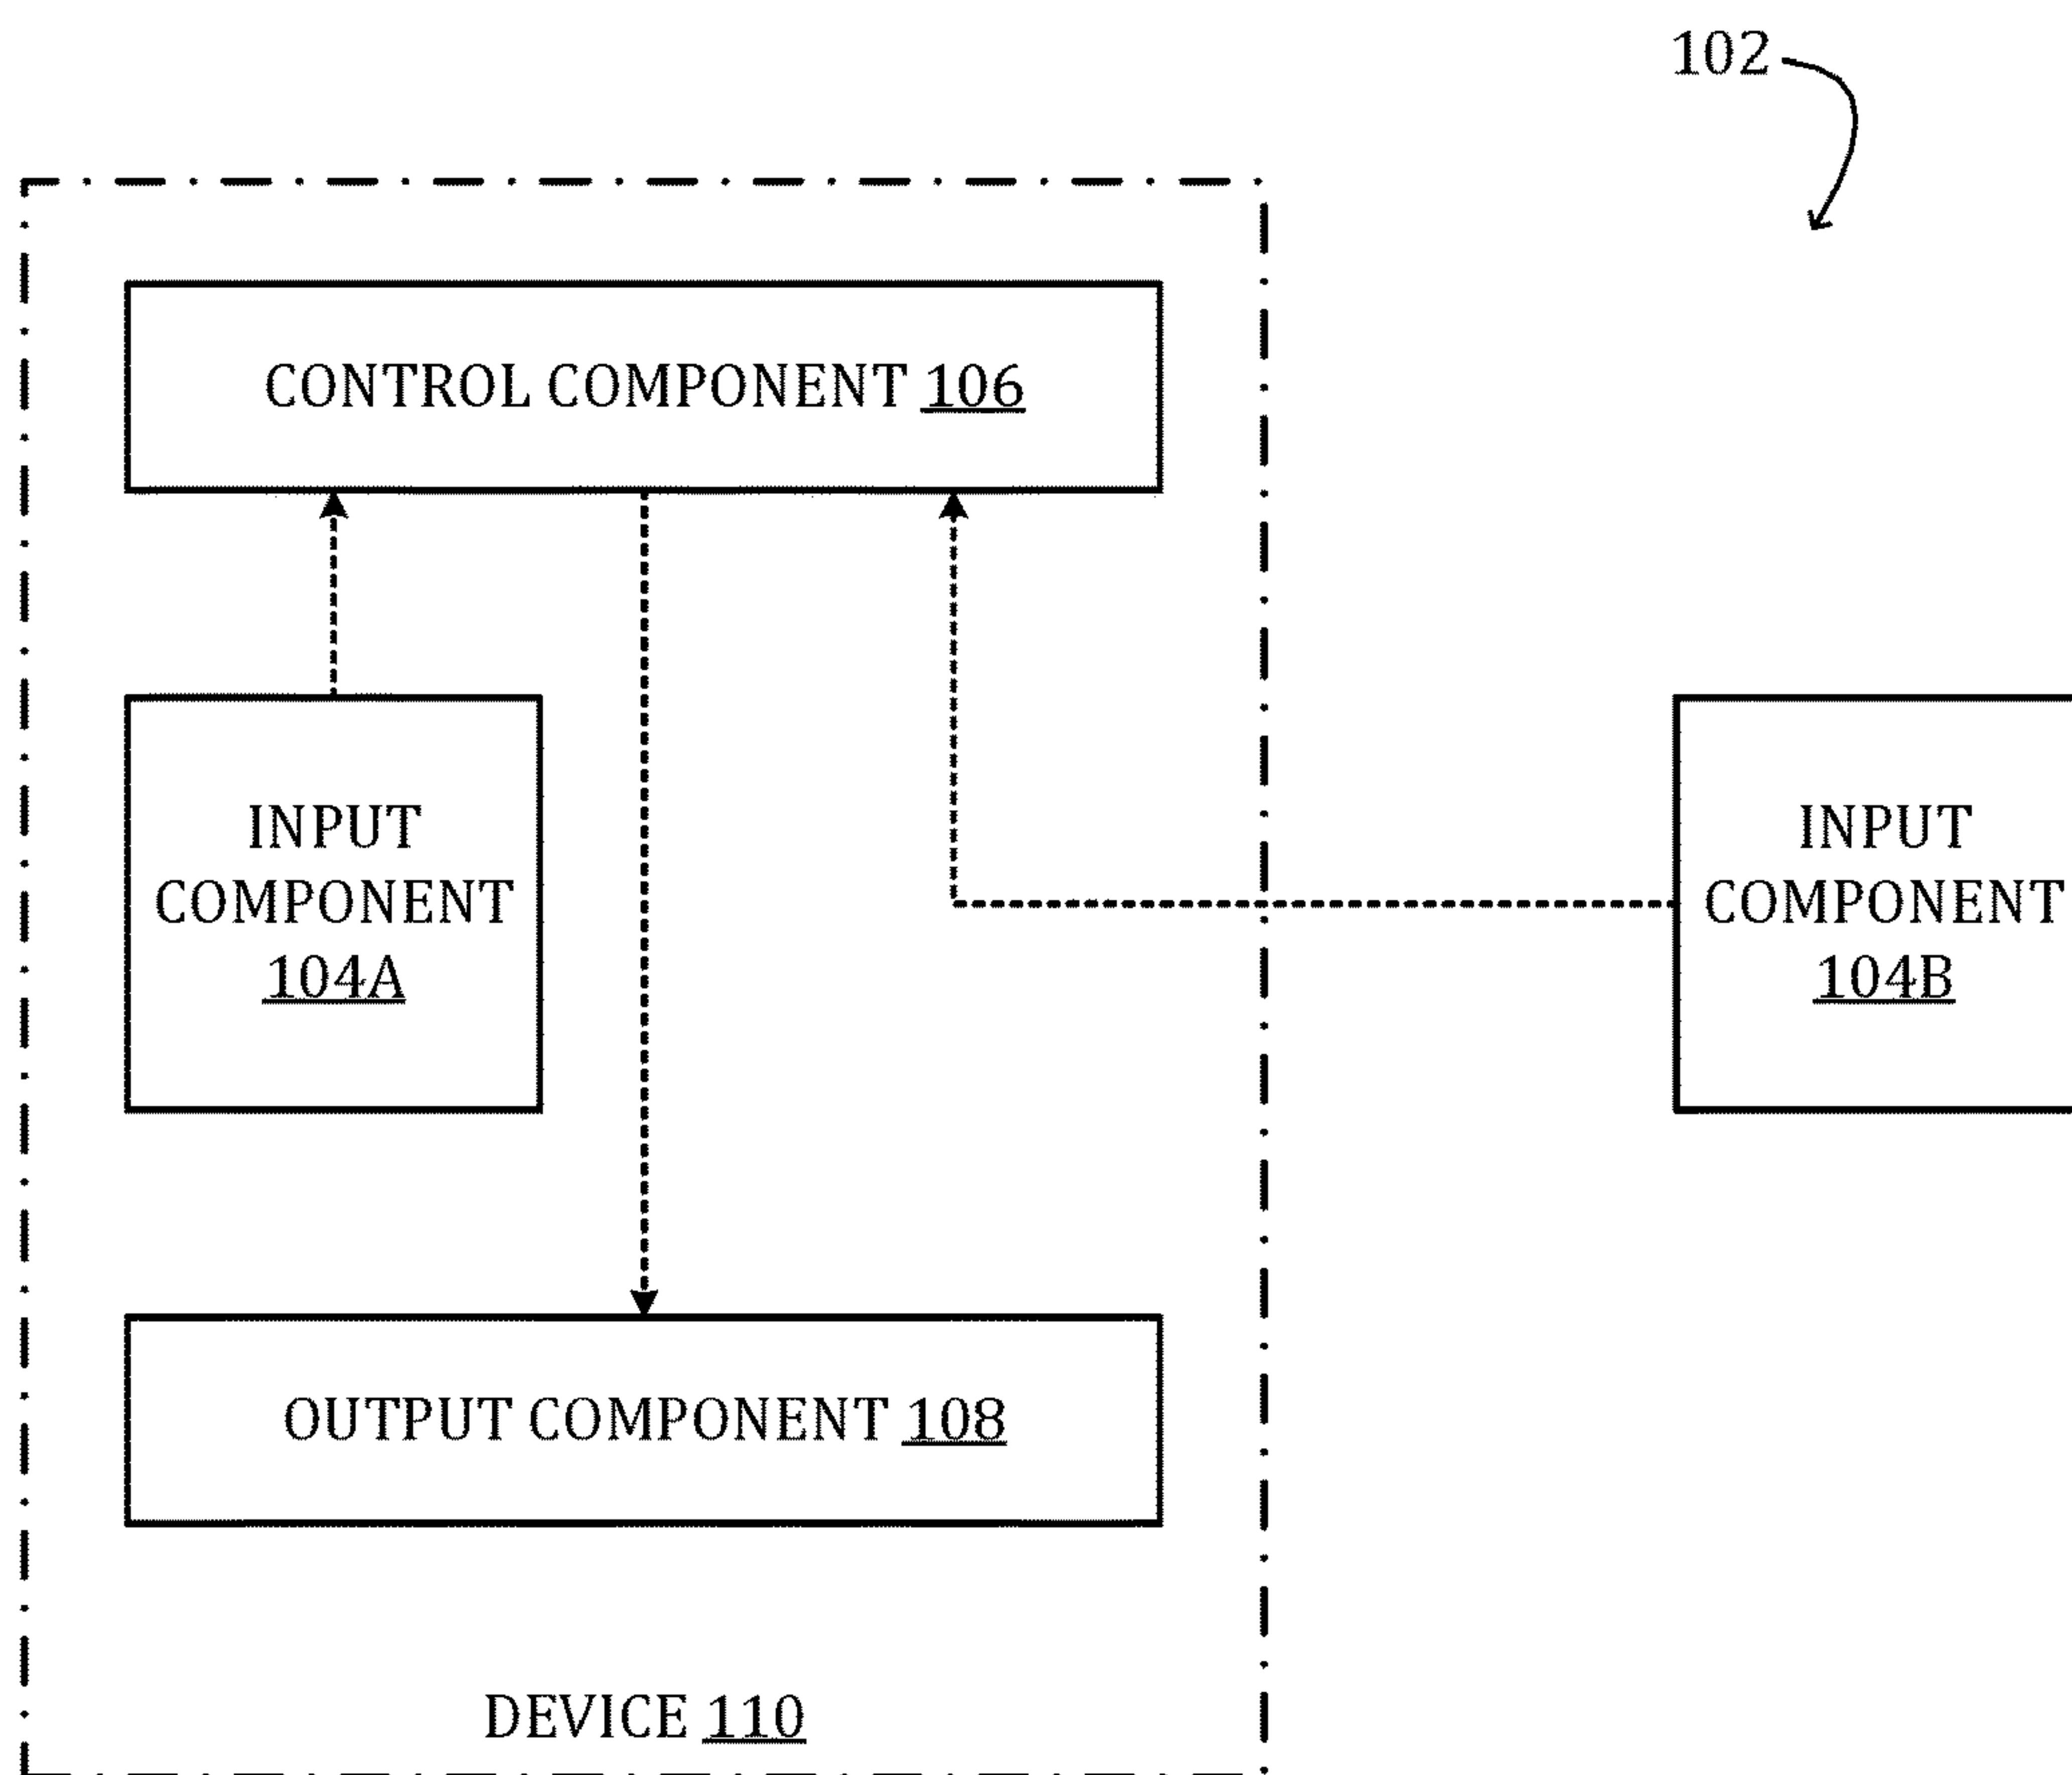 102
CONTROL COMPONENT 106
INPUT
COMPONENT
104A
INPUT
COMPONENT
104B
OUTPUT COMPONENT 108
DEVICE 110